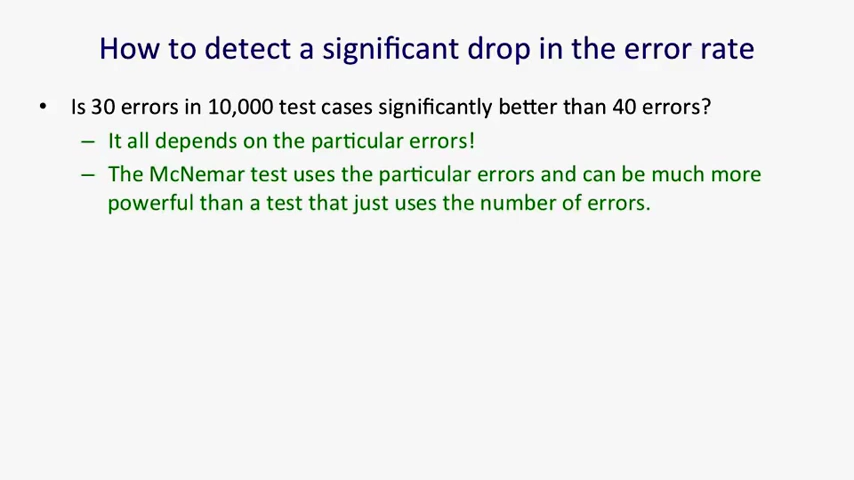 How to detect a significant drop in the error rate
• Is 30 errors in 10,000 test cases significantly better than 40 errors?
– It all depends on the particular errors!
– The McNemar test uses the particular errors and can be much more
powerful than a test that just uses the number of errors.